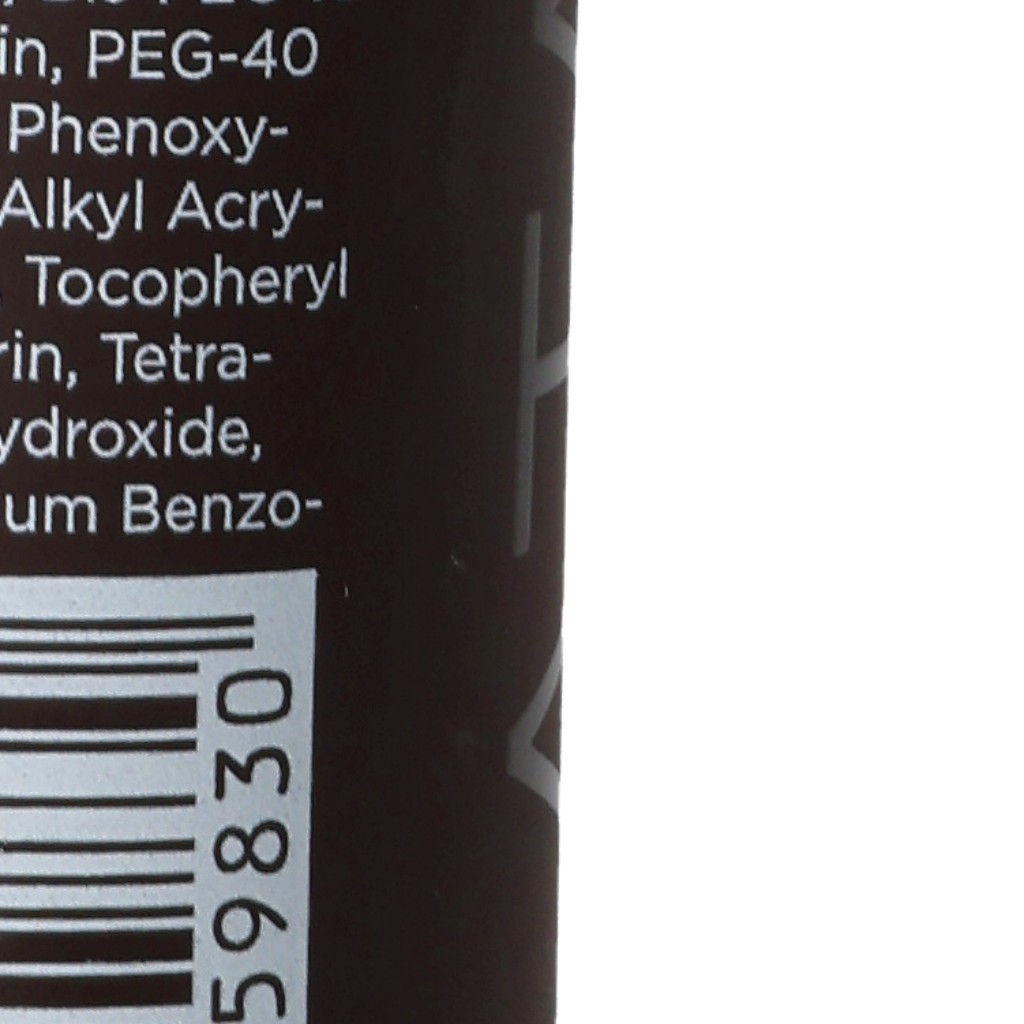 in, PEG-40
Phenoxy-
Alkyl Acry-
Tocopheryl
rin, Tetra-
ydroxide,
um Benzo-
59830